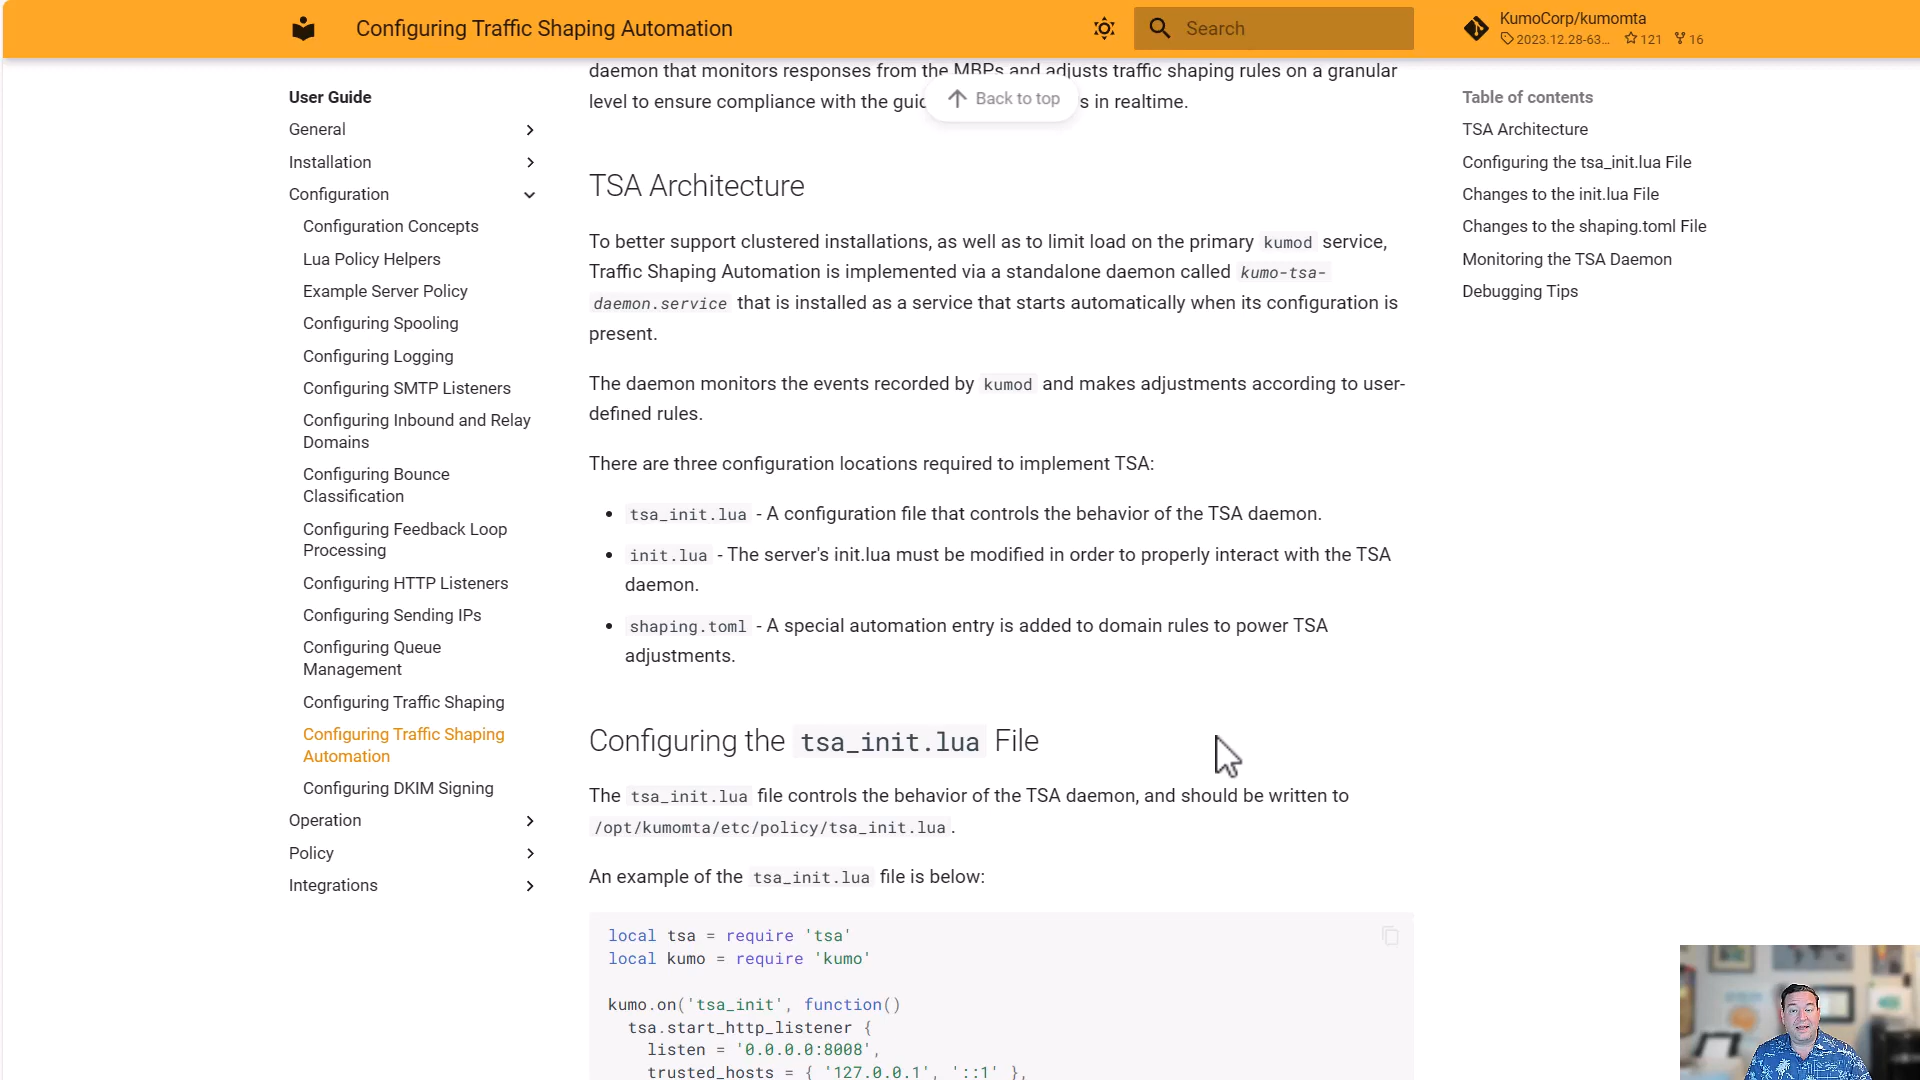 Configuring Traffic Shaping Automation
Search
KumoCorp/kumomta
2023.12.28-63... 121 16
User Guide
General
Installation
Configuration
Configuration Concepts
Lua Policy Helpers
Example Server Policy
Configuring Spooling
Configuring Logging
Configuring SMTP Listeners
Configuring Inbound and Relay
Domains
Configuring Bounce
Classification
Configuring Feedback Loop
Processing
Configuring HTTP Listeners
Configuring Sending IPs
Configuring Queue
Management
Configuring Traffic Shaping
Configuring Traffic Shaping
Automation
Configuring DKIM Signing
Operation
Policy
Integrations
daemon that monitors responses from the MBPs and adjusts traffic shaping rules on a granular
level to ensure compliance with the s in realtime.
Back to top
TSA Architecture
To better support clustered installations, as well as to limit load on the primary kumod service,
Traffic Shaping Automation is implemented via a standalone daemon called kumo-tsa-
daemon.service that is installed as a service that starts automatically when its configuration is
present.
The daemon monitors the events recorded by kumod and makes adjustments according to user-
defined rules.
There are three configuration locations required to implement TSA:
• tsa_init.lua - A configuration file that controls the behavior of the TSA daemon.
• init.lua - The server's init.lua must be modified in order to properly interact with the TSA
daemon.
• shaping.toml - A special automation entry is added to domain rules to power TSA
adjustments.
Configuring the tsa_init.lua File
The tsa_init.lua file controls the behavior of the TSA daemon, and should be written to
/opt/kumomta/etc/policy/tsa_init.lua.
An example of the tsa_init.lua file is below:
local tsa = require 'tsa'
local kumo = require 'kumo'
kumo.on('tsa_init', function()
tsa.start_http_listener {
listen = '0.0.0.0:8008',
trusted_hosts = { '127.0.0.1', '::1' },
Table of contents
TSA Architecture
Configuring the tsa_init.lua File
Changes to the init.lua File
Changes to the shaping.toml File
Monitoring the TSA Daemon
Debugging Tips